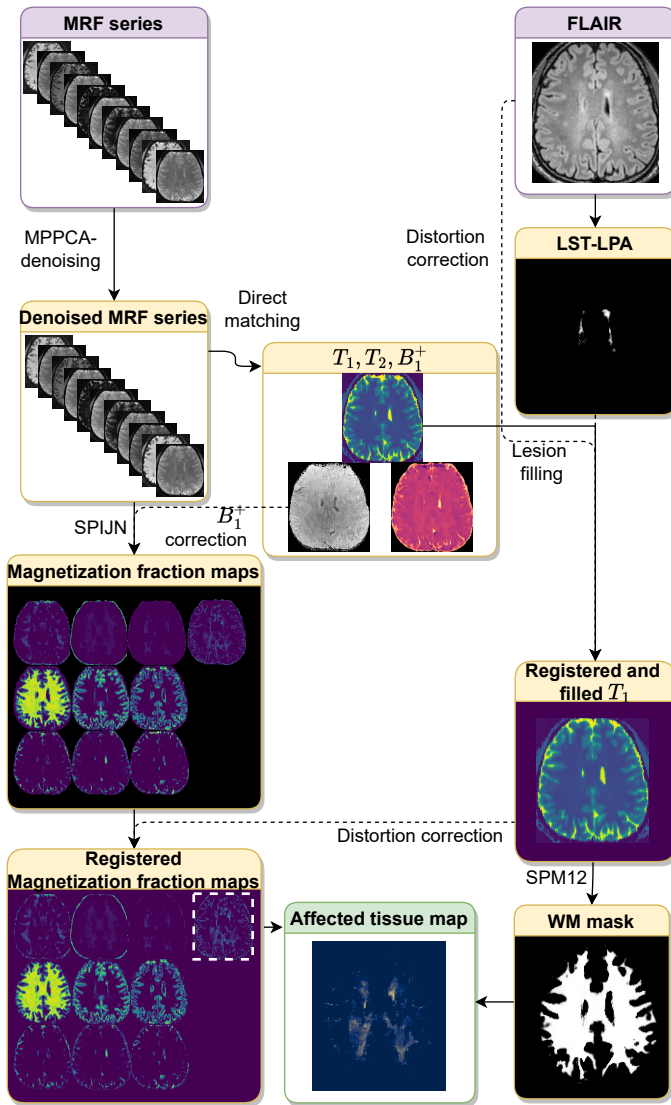 MRF series
FLAIR
MPPCA-
denoising
Distortion
correction
LST-LPA
Denoised MRF series
Direct
matching
T₁, T₂, B₁⁺
Lesion
filling
SPIJN
B₁⁺
correction
Magnetization fraction maps
Registered and
filled T₁
Distortion correction
Registered
Magnetization fraction maps
SPM12
Affected tissue map
WM mask